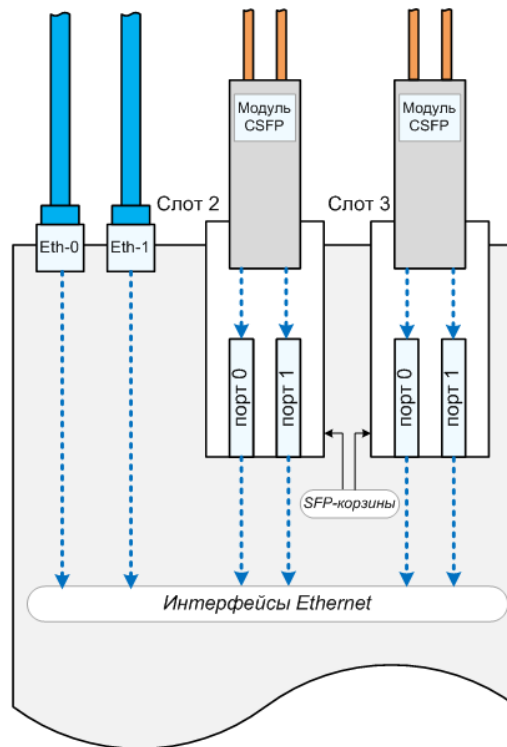 Модуль
CSFP
Модуль
CSFP
Слот 2
Слот 3
Eth-0
Eth-1
порт 0
порт 1
порт 0
порт 1
SFP-корзины
Интерфейсы Ethernet